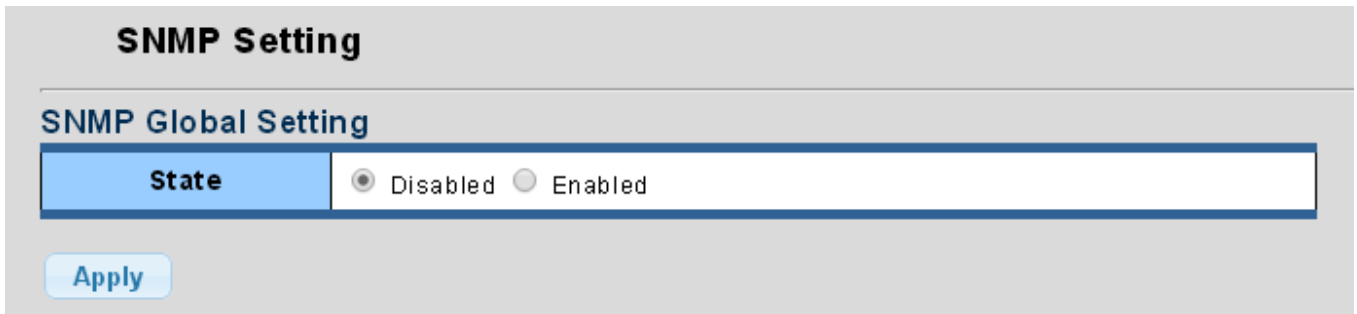 SNMP Setting
SNMP Global Setting
State Disabled Enabled
Apply